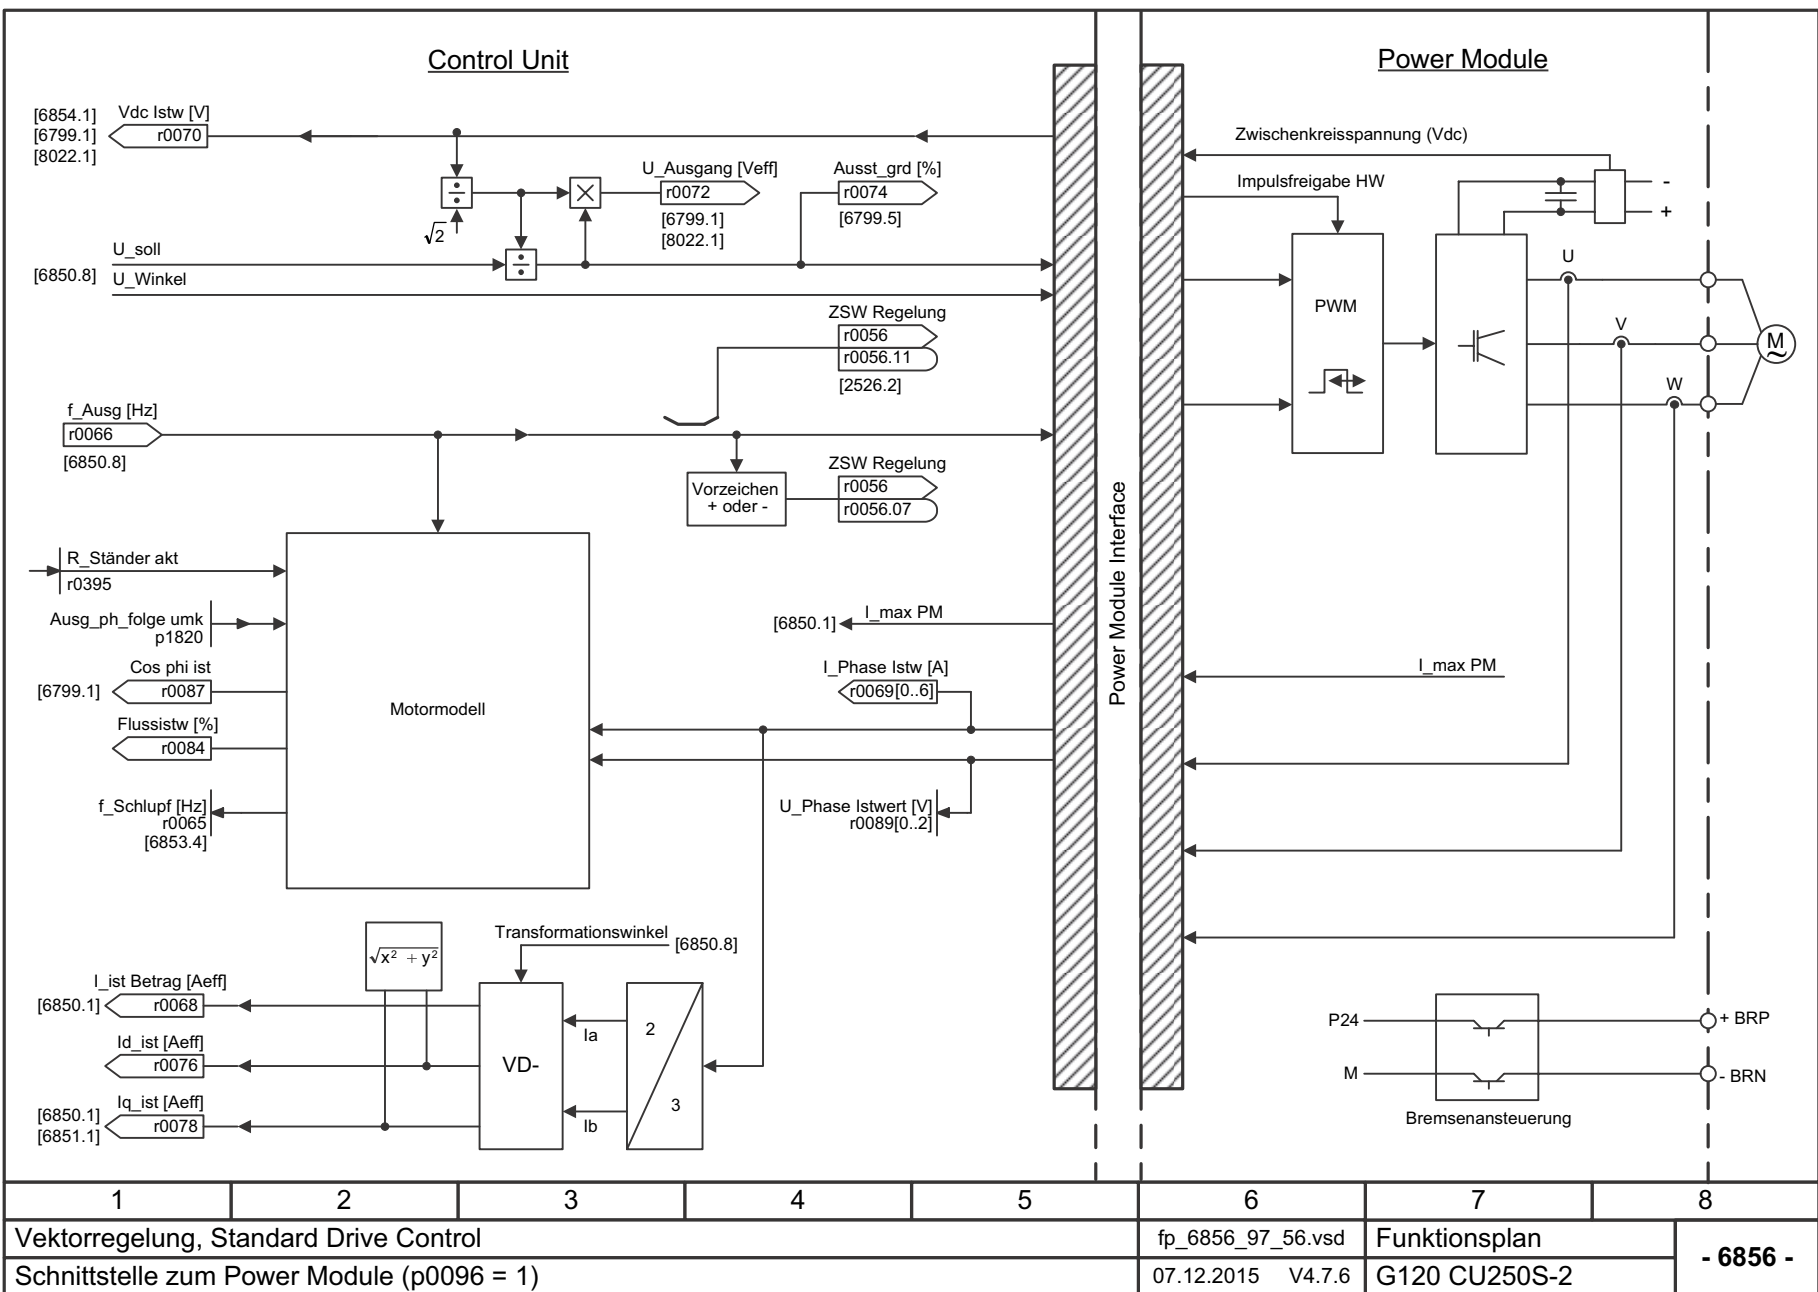 Control Unit
Power Module
[6854.1]
[6799.1]
[8022.1]
Vdc Istw [V]
r0070
U_Ausgang [Veff]
r0072
[6799.1]
[8022.1]
Ausst_grd [%]
r0074
[6799.5]
√2
U_soll
[6850.8]
U_Winkel
ZSW Regelung
r0056
r0056.11
[2526.2]
f_Ausg [Hz]
r0066
[6850.8]
Vorzeichen
+ oder -
ZSW Regelung
r0056
r0056.07
R_Ständer akt
r0395
Ausg_ph_folge umk
p1820
Cos phi ist
[6799.1]
r0087
Flussistw [%]
r0084
f_Schlupf [Hz]
r0065
[6853.4]
Motormodell
[6850.1]
I_max PM
I_Phase Istw [A]
r0069[0..6]
U_Phase Istwert [V]
r0089[0..2]
√x² + y²
Transformationswinkel
[6850.8]
I_ist Betrag [Aeff]
[6850.1]
r0068
Id_ist [Aeff]
r0076
Iq_ist [Aeff]
[6850.1]
[6851.1]
r0078
VD-
Ia
Ib
2
3
Power Module Interface
Zwischenkreisspannung (Vdc)
Impulsfreigabe HW
-
+
PWM
U
V
W
M
~
I_max PM
P24
M
+ BRP
- BRN
Bremsenansteuerung
1 2 3 4 5 6 7 8
Vektorregelung, Standard Drive Control
fp_6856_97_56.vsd
Funktionsplan
- 6856 -
Schnittstelle zum Power Module (p0096 = 1)
07.12.2015 V4.7.6
G120 CU250S-2